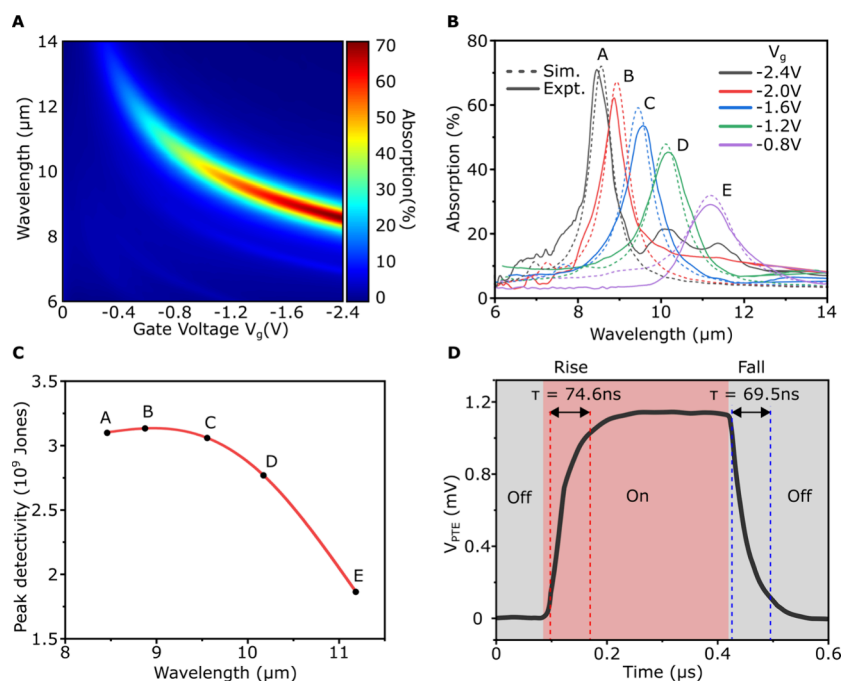 A
14
12
10
8
6
Wavelength (μm)
0
-0.4
-0.8
-1.2
-1.6
-2.4
Gate Voltage Vg(V)
70
60
50
40
30
20
10
0
Absorption(%)
B
80
60
40
20
0
Absorption (%)
6
8
10
12
14
Wavelength (μm)
Sim.
Expt.
A
B
C
D
E
Vg
-2.4V
-2.0V
-1.6V
-1.2V
-0.8V
C
3.5
3
2.5
2
1.5
Peak detectivity (10⁹ Jones)
8
9
10
11
Wavelength (μm)
A
B
C
D
E
D
Rise
Fall
τ = 74.6ns
τ = 69.5ns
1.2
0.8
0.4
0
VPTE (mV)
Off
On
Off
0
0.2
0.4
0.6
Time (μs)